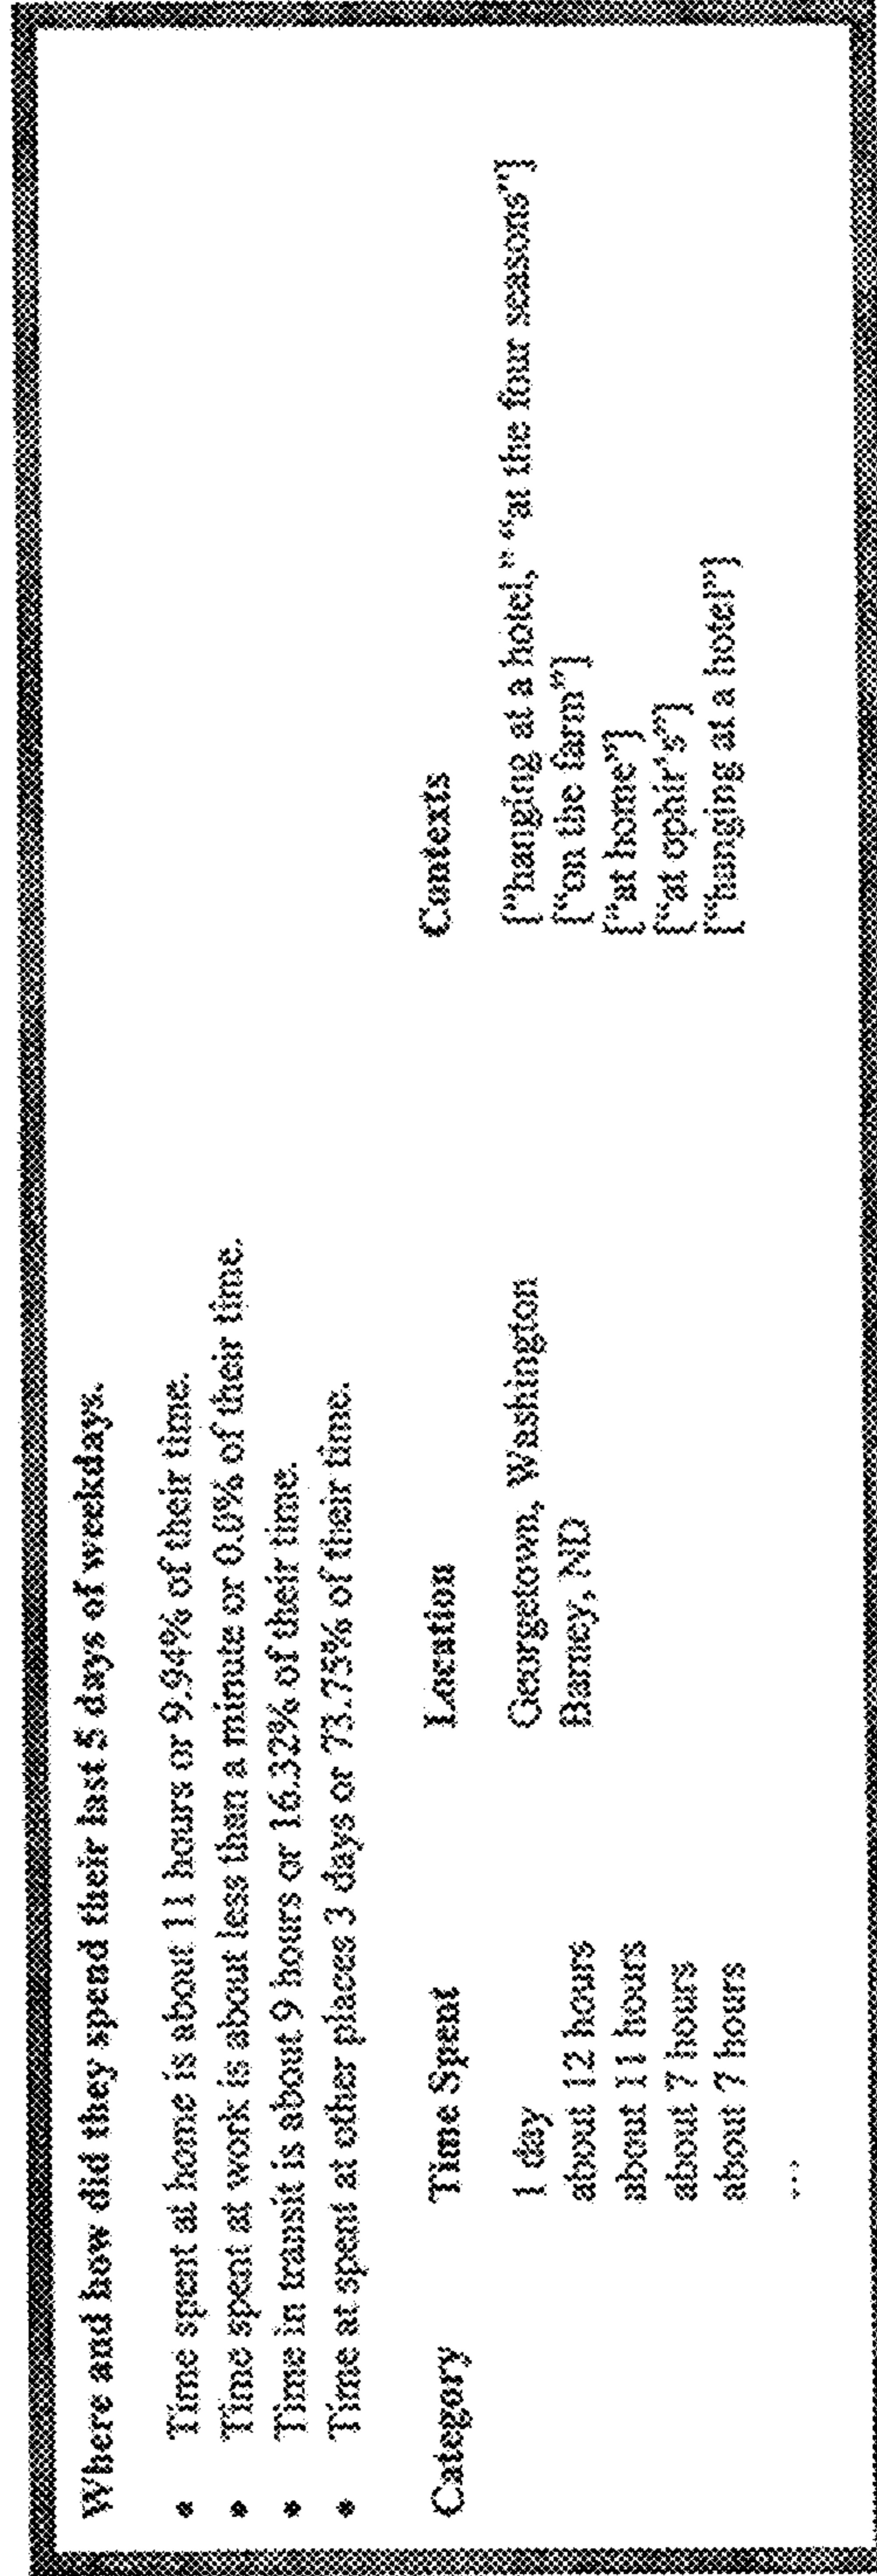 Where and how did they spend their last 5 days of weekdays.
• Time spent at home is about 11 hours or 9.94% of their time.
• Time spent at work is about less than a minute or 0.0% of their time.
• Time in transit is about 9 hours or 16.32% of their time.
• Time at spent at other places 3 days or 73.75% of their time.
Category Time Spent Location Contexts
1 day Georgetown, Washington ["hanging at a hotel," "at the four seasons"]
about 12 hours Barney, ND ["on the farm"]
about 11 hours ["at home"]
about 7 hours ["at ophir's"]
about 7 hours ["hanging at a hotel"]
...